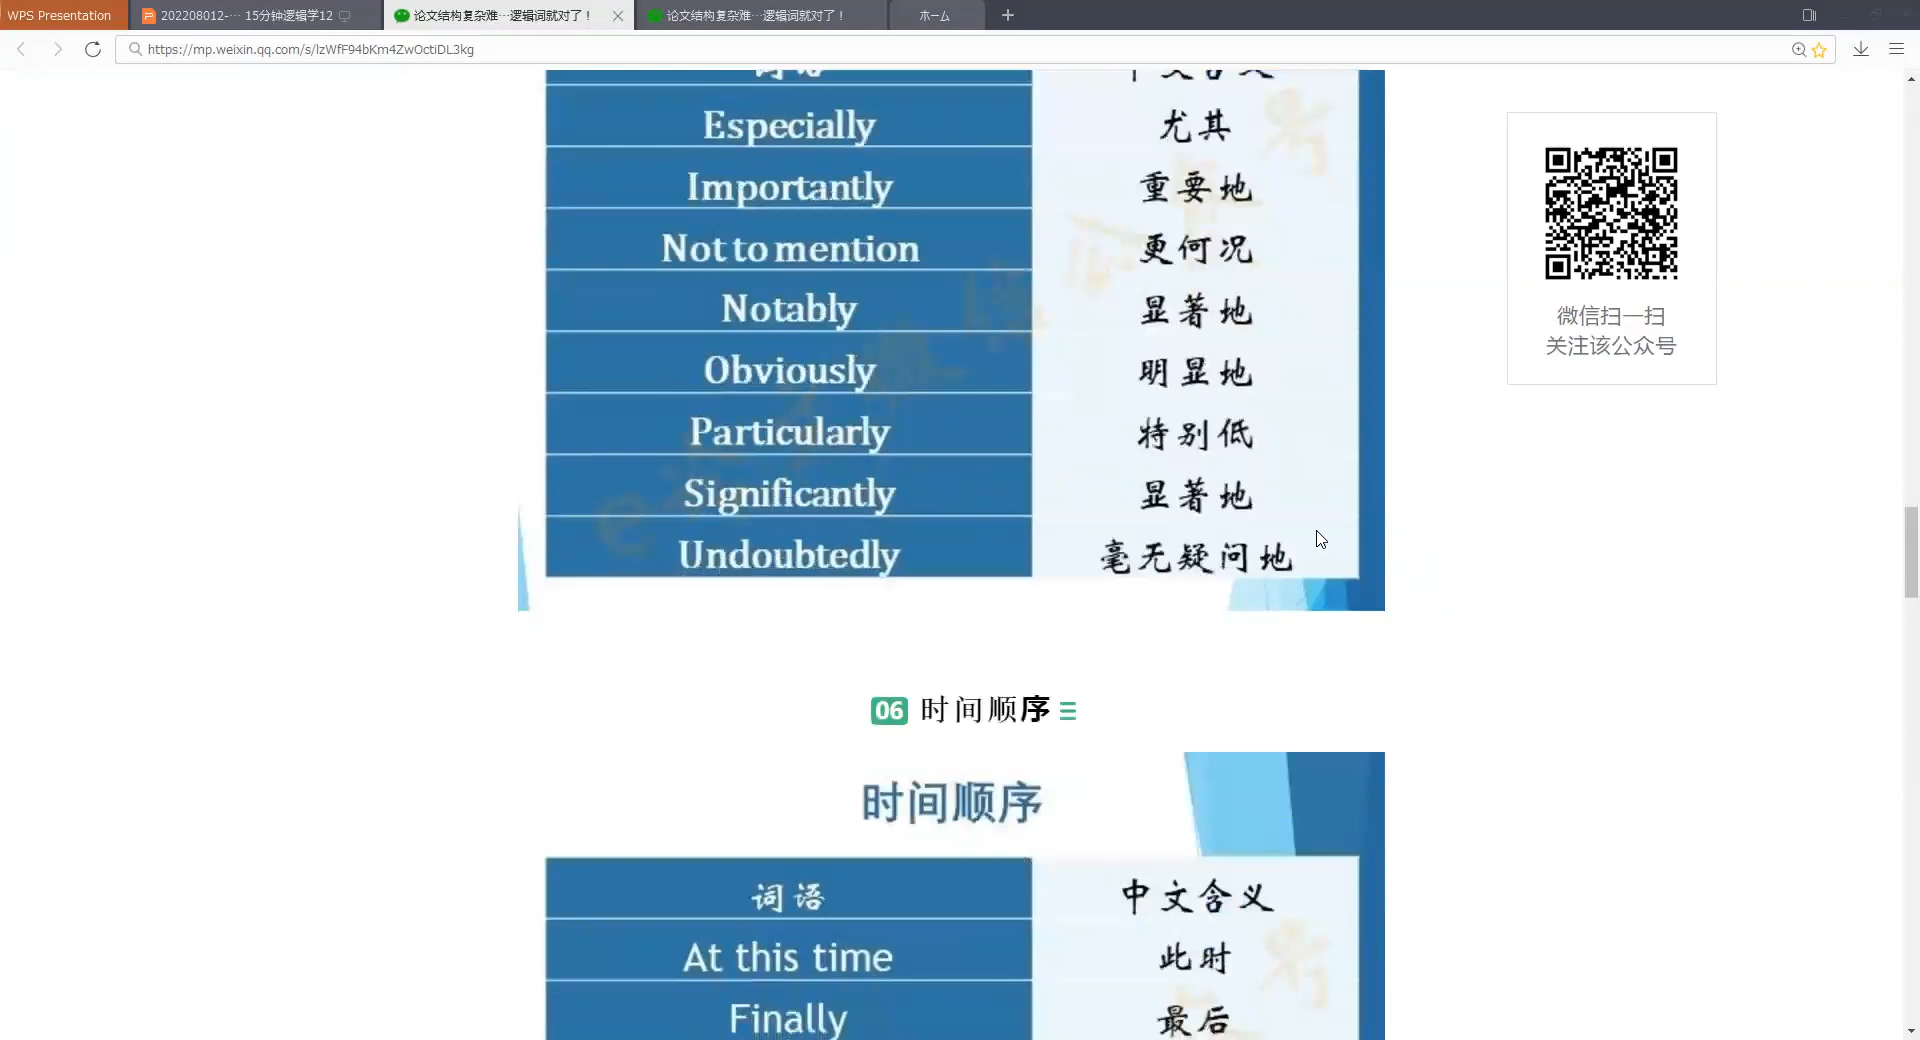 WPS Presentation
202208012-··· 15分钟逻辑学12
论文结构复杂难···逻辑词就对了！
论文结构复杂难···逻辑词就对了！
ホーム
https://mp.weixin.qq.com/s/lzWfF94bKm4ZwOctiDL3kg
词语 中文含义
Especially 尤其
Importantly 重要地
Not to mention 更何况
Notably 显著地
Obviously 明显地
Particularly 特别低
Significantly 显著地
Undoubtedly 毫无疑问地
微信扫一扫
关注该公众号
06 时间顺序
时间顺序
词语 中文含义
At this time 此时
Finally 最后